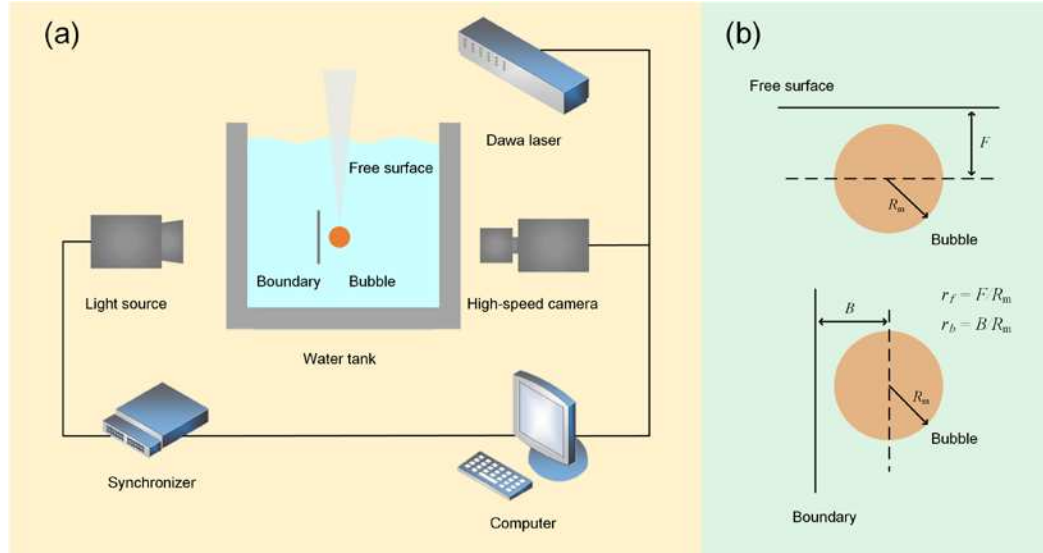 (a)
Dawa laser
Free surface
Boundary
Bubble
Light source
High-speed camera
Water tank
Synchronizer
Computer
(b)
Free surface
F
Rm
Bubble
B
rf = F/Rm
rb = B/Rm
Rm
Bubble
Boundary